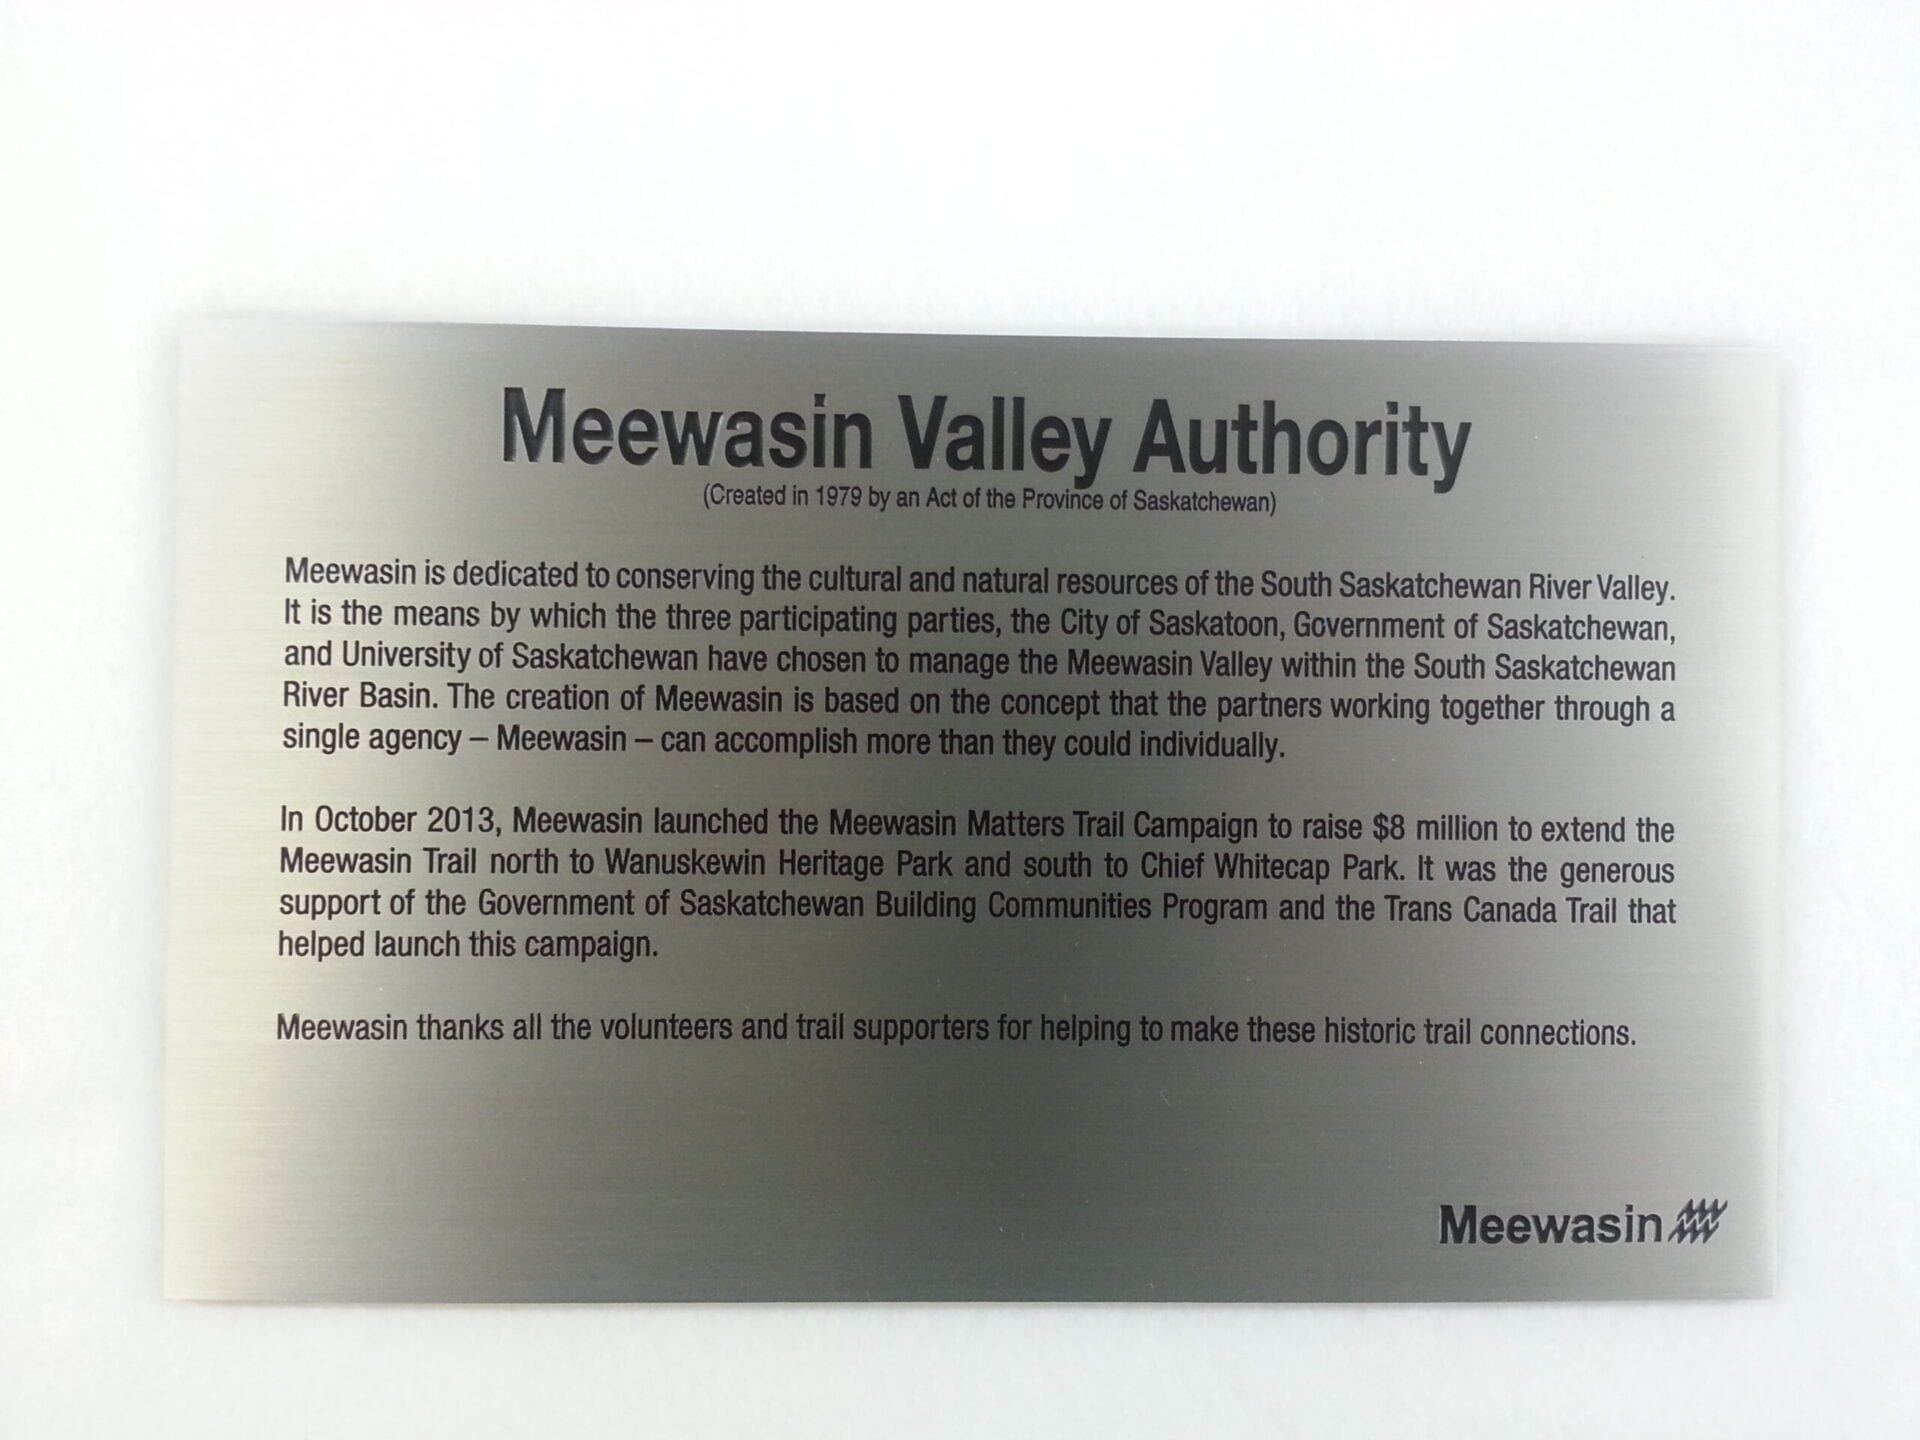 Meewasin Valley Authority
(Created in 1979 by an Act of the Province of Saskatchewan)
Meewasin is dedicated to conserving the cultural and natural resources of the South Saskatchewan River Valley.
It is the means by which the three participating parties, the City of Saskatoon, Government of Saskatchewan,
and University of Saskatchewan have chosen to manage the Meewasin Valley within the South Saskatchewan
River Basin. The creation of Meewasin is based on the concept that the partners working together through a
single agency – Meewasin – can accomplish more than they could individually.
In October 2013, Meewasin launched the Meewasin Matters Trail Campaign to raise $8 million to extend the
Meewasin Trail north to Wanuskewin Heritage Park and south to Chief Whitecap Park. It was the generous
support of the Government of Saskatchewan Building Communities Program and the Trans Canada Trail that
helped launch this campaign.
Meewasin thanks all the volunteers and trail supporters for helping to make these historic trail connections.
Meewasin